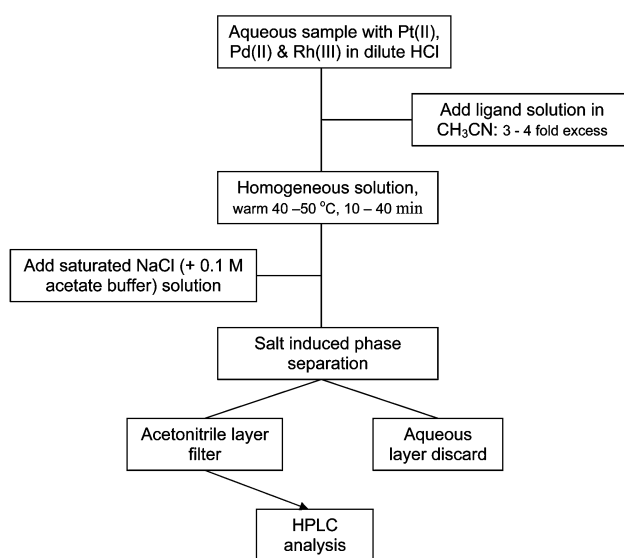 Aqueous sample with Pt(II),
Pd(II) & Rh(III) in dilute HCl
Add ligand solution in
CH₃CN: 3 - 4 fold excess
Homogeneous solution,
warm 40 –50 °C, 10 – 40 min
Add saturated NaCl (+ 0.1 M
acetate buffer) solution
Salt induced phase
separation
Acetonitrile layer
filter
Aqueous
layer discard
HPLC
analysis